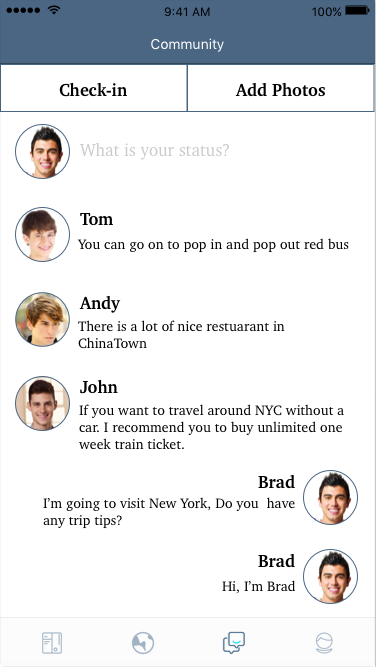 9:41 AM
100%
Community
Check-in
Add Photos
What is your status?
Tom
You can go on to pop in and pop out red bus
Andy
There is a lot of nice restuarant in
ChinaTown
John
If you want to travel around NYC without a
car. I recommend you to buy unlimited one
week train ticket.
Brad
I'm going to visit New York, Do you  have
any trip tips?
Brad
Hi, I'm Brad